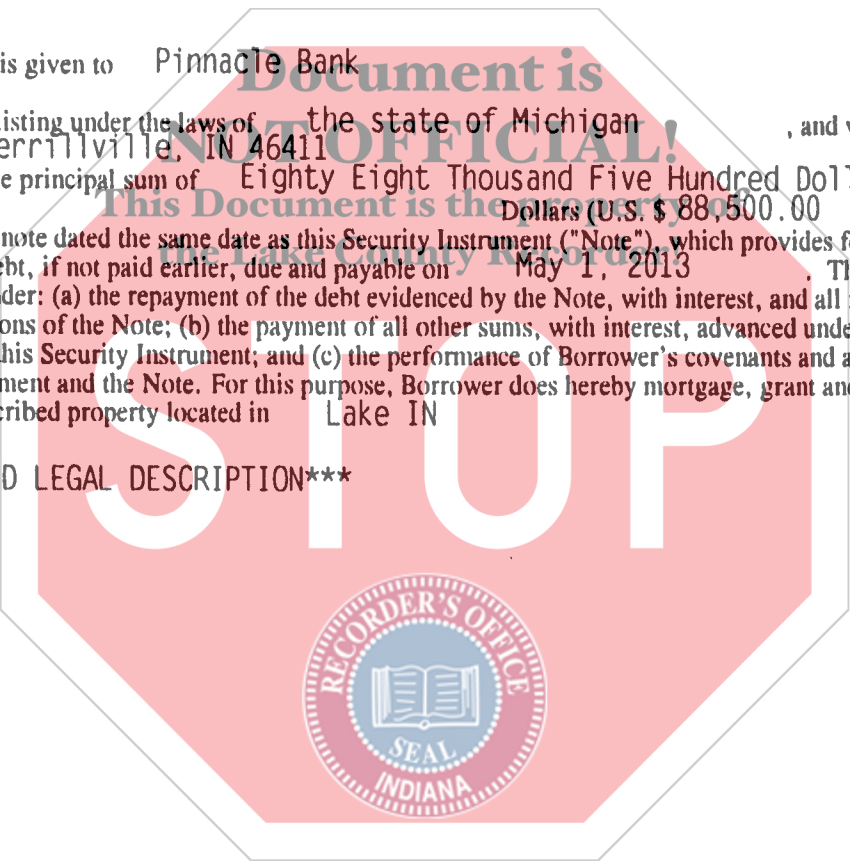 is given to Pinnacle Bank
Document is
isting under the laws of the state of Michigan , and
errillville, IN 46411
NOT OFFICIAL!
e principal sum of Eighty Eight Thousand Five Hundred Doll
This Document is the property of
Dollars (U.S. $ 88,500.00
note dated the same date as this Security Instrument ("Note"), which provides f
the Lake County Recorder!
ebt, if not paid earlier, due and payable on May 1, 2013 . Th
der: (a) the repayment of the debt evidenced by the Note, with interest, and all
ons of the Note; (b) the payment of all other sums, with interest, advanced unde
his Security Instrument; and (c) the performance of Borrower's covenants and a
ment and the Note. For this purpose, Borrower does hereby mortgage, grant and
cribed property located in Lake IN
D LEGAL DESCRIPTION***
STOP
RECORDER'S OFFICE
SEAL
INDIANA